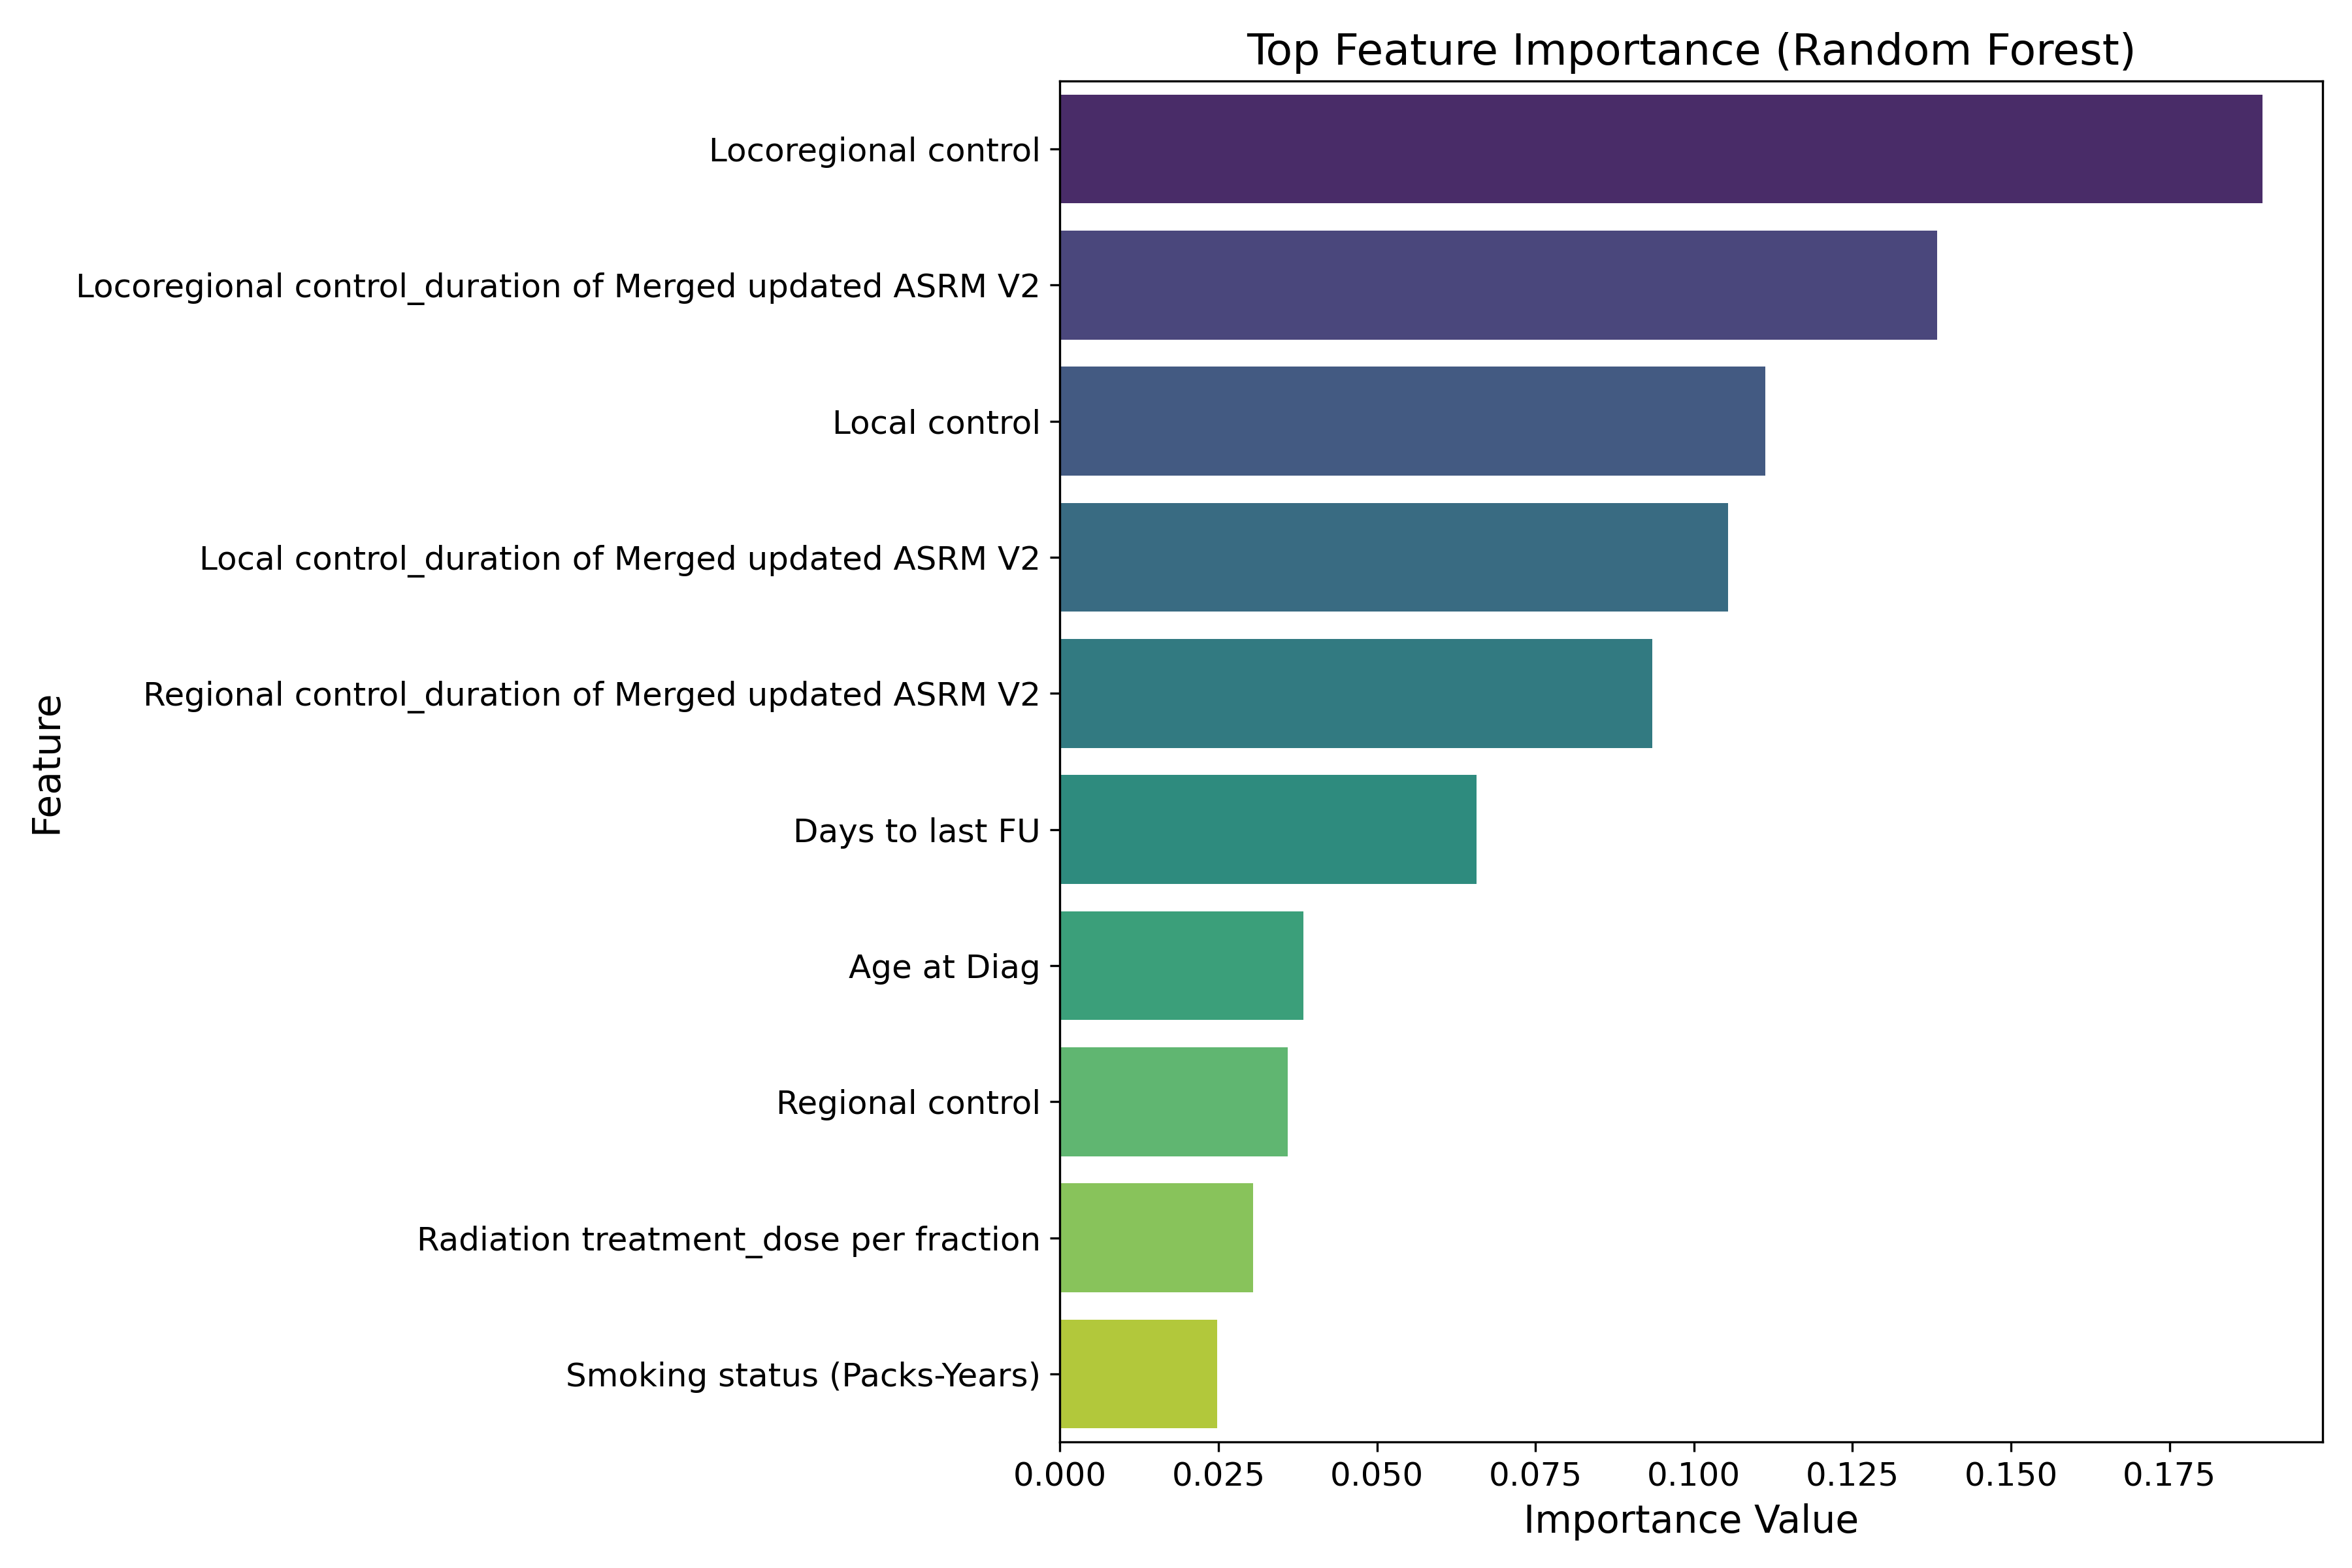 Top Feature Importance (Random Forest)
Locoregional control
Locoregional control_duration of Merged updated ASRM V2
Local control
Local control_duration of Merged updated ASRM V2
Regional control_duration of Merged updated ASRM V2
Days to last FU
Age at Diag
Regional control
Radiation treatment_dose per fraction
Smoking status (Packs-Years)
Feature
0.000 0.025 0.050 0.075 0.100 0.125 0.150 0.175
Importance Value